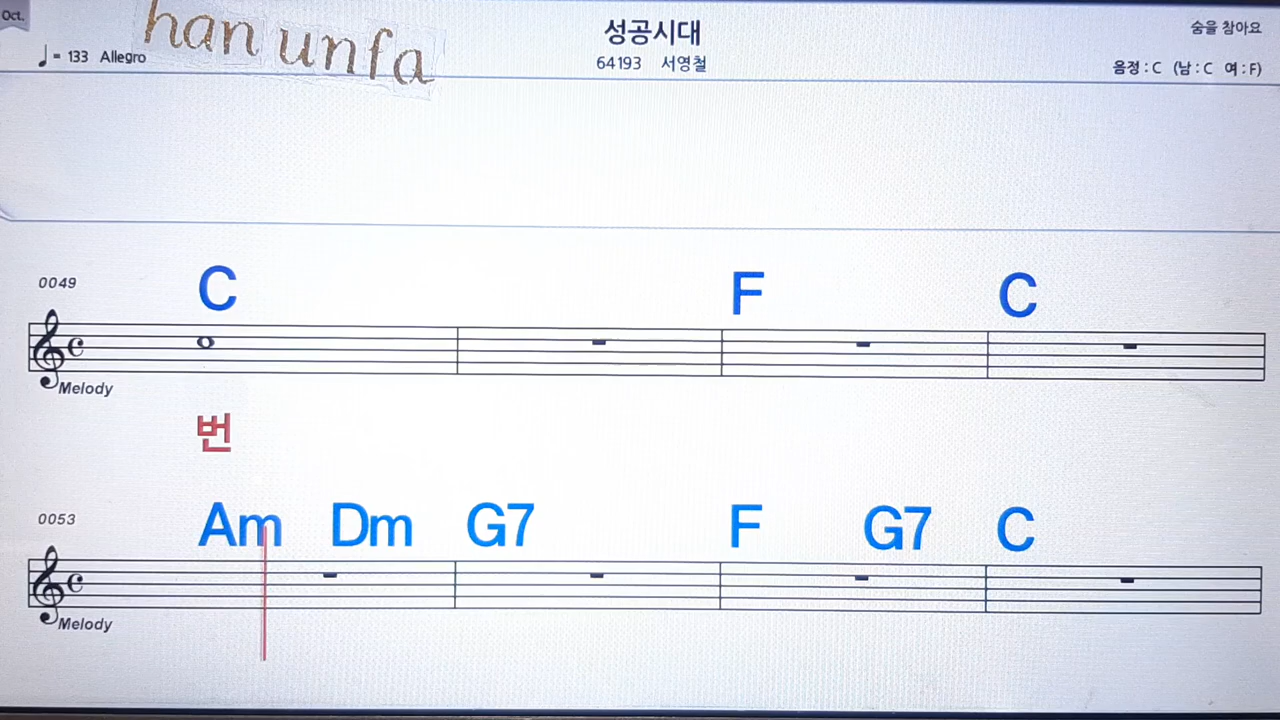 Oct.
han unfa
♩ = 133 Allegro
성공시대
64193 서영철
숨을 참아요
음정 : C (남 : C 여 : F)
0049
C F C
Melody
번
0053
Am Dm G7 F G7 C
Melody